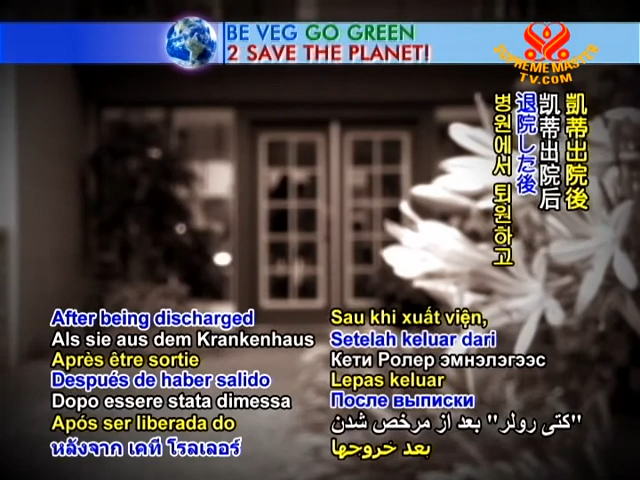 BE VEG GO GREEN
2 SAVE THE PLANET!
SUPREME MASTER
TV.COM
凱蒂出院後
凯蒂出院后
退院した後
병원에서 퇴원하고
After being discharged
Als sie aus dem Krankenhaus
Après être sortie
Después de haber salido
Dopo essere stata dimessa
Após ser liberada do
หลังจาก เคที โรลเลอร์
Sau khi xuất viện,
Setelah keluar dari
Кети Ролер эмнэлэгээс
Lepas keluar
После выписки
"کتی رولر" بعد از مرخص شدن
بعد خروجها